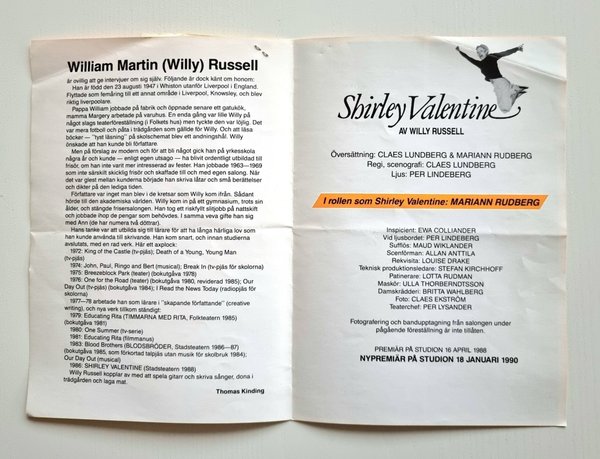 William Martin (Willy) Russell
är ovillig att ge intervjuer om sig själv. Följande är dock känt om honom:
Han är född den 23 augusti 1947 i Whiston utanför Liverpool i England.
Flyttade som femåring till ett annat område i Liverpool, Knowsley, och blev
riktig liverpoolare.
Pappa William jobbade på fabrik och öppnade senare ett gatukök,
mamma Margery arbetade på varuhus. En enda gång var lille Willy på
något slags teaterföreställning (i Folkets hus) men tyckte den var löjlig. Det
var mera fotboll och påta i trädgården som gällde för Willy. Och att läsa
böcker — ''tyst läsning'' på skolschemat blev ett andningshål. Willy
önskade att han kunde bli författare.
Men på förslag av modern och för att bli något gick han på yrkesskola
några år och kunde — enligt egen utsago — ha blivit ordentligt utbildad till
frisör, om han inte varit mer intresserad av fester. Han jobbade 1963—1969
som inte särskilt skicklig frisör och skaffade till och med egen salong. När
det var glest mellan kunderna började han skriva låtar och små berättelser
och dikter på den lediga tiden.
Författare var inget man blev i de kretsar som Willy kom ifrån. Sådant
hörde till den akademiska världen. Willy kom in på ett gymnasium, trots sin
ålder, och stängde frisersalongen. Han tog ett riskfyllt slitjobb på nattskift
och jobbade ihop de pengar som behövdes. I samma veva gifte han sig
med Ann (de har numera två döttrar).
Hans tanke var att utbilda sig till lärare för att ha långa härliga lov som
han kunde använda till skrivande. Han kom snart, och innan studierna
avslutats, med en rad verk. Här ett axplock:
1972: King of the Castle (tv-pjäs); Death of a Young, Young Man
(tv-pjäs)
1974: John, Paul, Ringo and Bert (musical); Break In (tv-pjäs för skolorna)
1975: Breezeblock Park (teater) (bokutgåva 1978)
1976: One for the Road (teater) (bokutgåva 1980, reviderad 1985); Our
Day Out (tv-pjäs) (bokutgåva 1984); I Read the News Today (radiopjäs för
skolorna)
1977—78 arbetade han som lärare i ''skapande författande'' (creative
writing), och nya verk tillkom ständigt:
1979: Educating Rita (TIMMARNA MED RITA, Folkteatern 1985)
(bokutgåva 1981)
1980: One Summer (tv-serie)
1981: Educating Rita (filmmanus)
1983: Blood Brothers (BLODSBRÖDER, Stadsteatern 1986—87)
(bokutgåva 1985, som förkortad talpjäs utan musik för skolbruk 1984);
Our Day Out (musical)
1986: SHIRLEY VALENTINE (Stadsteatern 1988)
Willy Russell kopplar av med att spela gitarr och skriva sånger, dona i
trädgården och laga mat.
Thomas Kinding
Shirley Valentine
AV WILLY RUSSELL
Översättning: CLAES LUNDBERG & MARIANN RUDBERG
Regi, scenografi: CLAES LUNDBERG
Ljus: PER LINDEBERG
I rollen som Shirley Valentine: MARIANN RUDBERG
Inspicient: EWA COLLIANDER
Vid ljusbordet: PER LINDEBERG
Sufflös: MAUD WIKLANDER
Scenförman: ALLAN ANTTILA
Rekvisita: LOUISE DRAKE
Teknisk produktionsledare: STEFAN KIRCHHOFF
Patinerare: LOTTA RUDMAN
Maskör: ULLA THORBERNDTSSON
Damskrädderi: BRITTA WAHLBERG
Foto: CLAES EKSTRÖM
Teaterchef: PER LYSANDER
Fotografering och bandupptagning från salongen under
pågående föreställning är inte tillåten.
PREMIÄR PÅ STUDION 16 APRIL 1988
NYPREMIÄR PÅ STUDION 18 JANUARI 1990